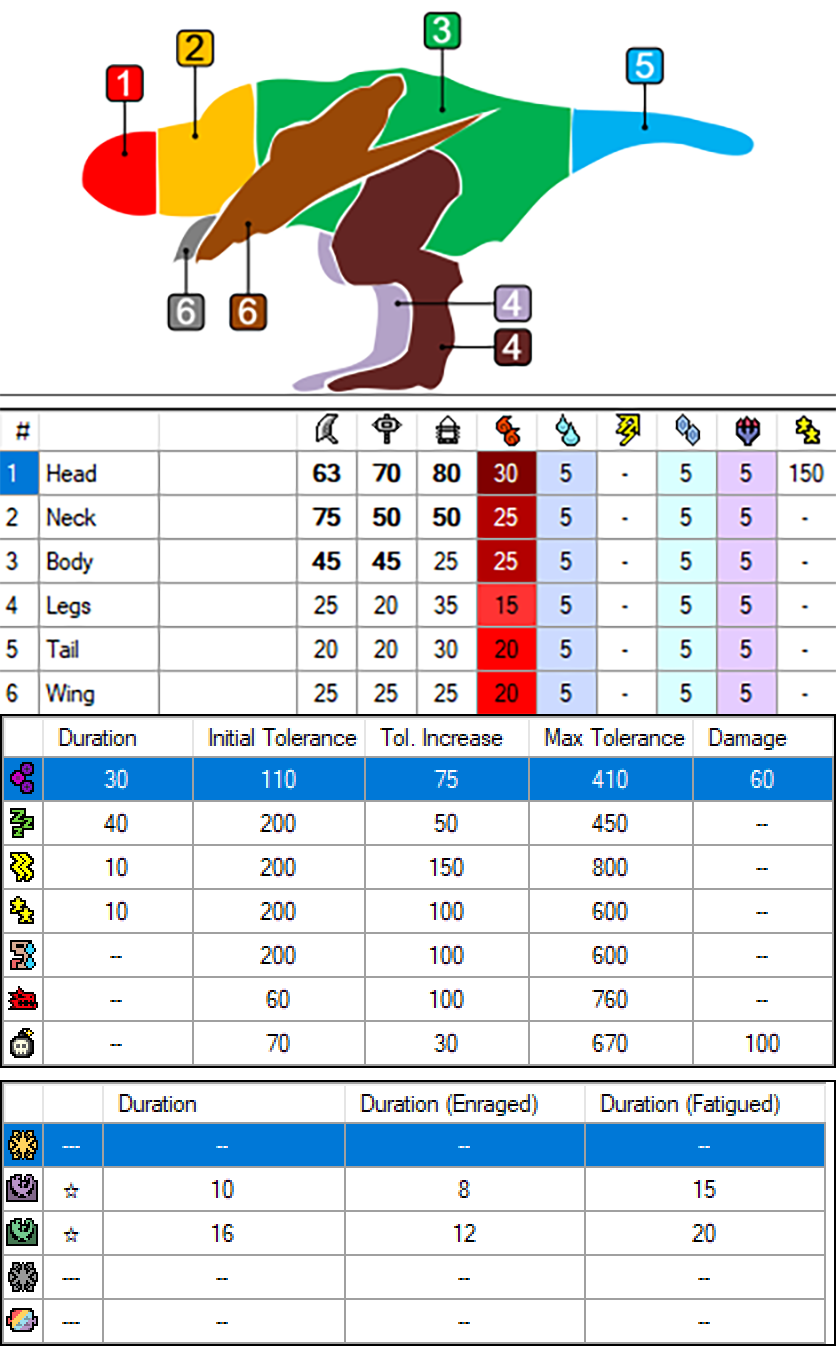 3
2
5
1
6 6 4
4
#
1 Head 63 70 80 30 5 - 5 5 150
2 Neck 75 50 50 25 5 - 5 5 -
3 Body 45 45 25 25 5 - 5 5 -
4 Legs 25 20 35 15 5 - 5 5 -
5 Tail 20 20 30 20 5 - 5 5 -
6 Wing 25 25 25 20 5 - 5 5 -
Duration Initial Tolerance Tol. Increase Max Tolerance Damage
30 110 75 410 60
40 200 50 450 --
10 200 150 800 --
10 200 100 600 --
-- 200 100 600 --
-- 60 100 760 --
-- 70 30 670 100
Duration Duration (Enraged) Duration (Fatigued)
--- -- -- --
☆ 10 8 15
☆ 16 12 20
--- -- -- --
--- -- -- --